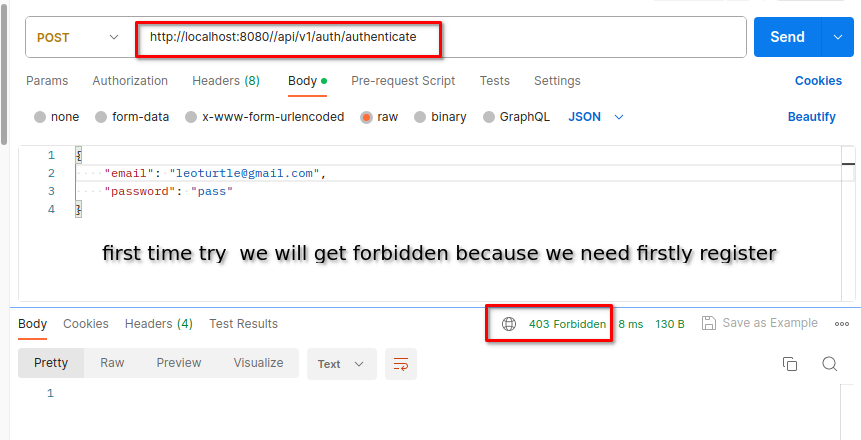 POST http://localhost:8080//api/v1/auth/authenticate Send
Params Authorization Headers (8) Body Pre-request Script Tests Settings Cookies
none form-data x-www-form-urlencoded raw binary GraphQL JSON Beautify
1 {
2 "email": "leoturtle@gmail.com",
3 "password": "pass"
4 }
first time try we will get forbidden because we need firstly register
Body Cookies Headers (4) Test Results 403 Forbidden 8 ms 130 B Save as Example
Pretty Raw Preview Visualize Text
1